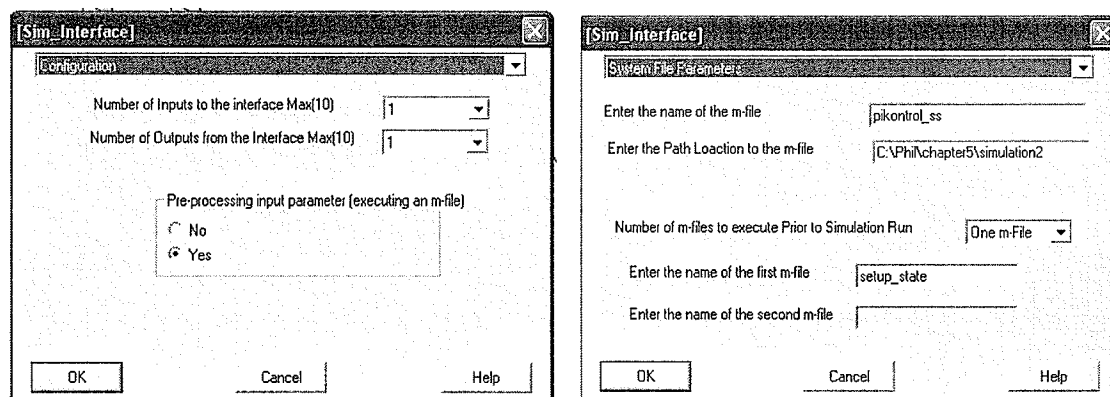 [Sim_Interface]
Configuration
Number of Inputs to the interface Max(10)
1
Number of Outputs from the Interface Max(10)
1
Pre-processing input parameter (executing an m-file)
No
Yes
OK
Cancel
Help
[Sim_Interface]
System File Parameters
Enter the name of the m-file
pikontrol_ss
Enter the Path Loaction to the m-file
C:\Phil\chapter5\simulation2
Number of m-files to execute Prior to Simulation Run
One m-File
Enter the name of the first m-file
setup_state
Enter the name of the second m-file
OK
Cancel
Help